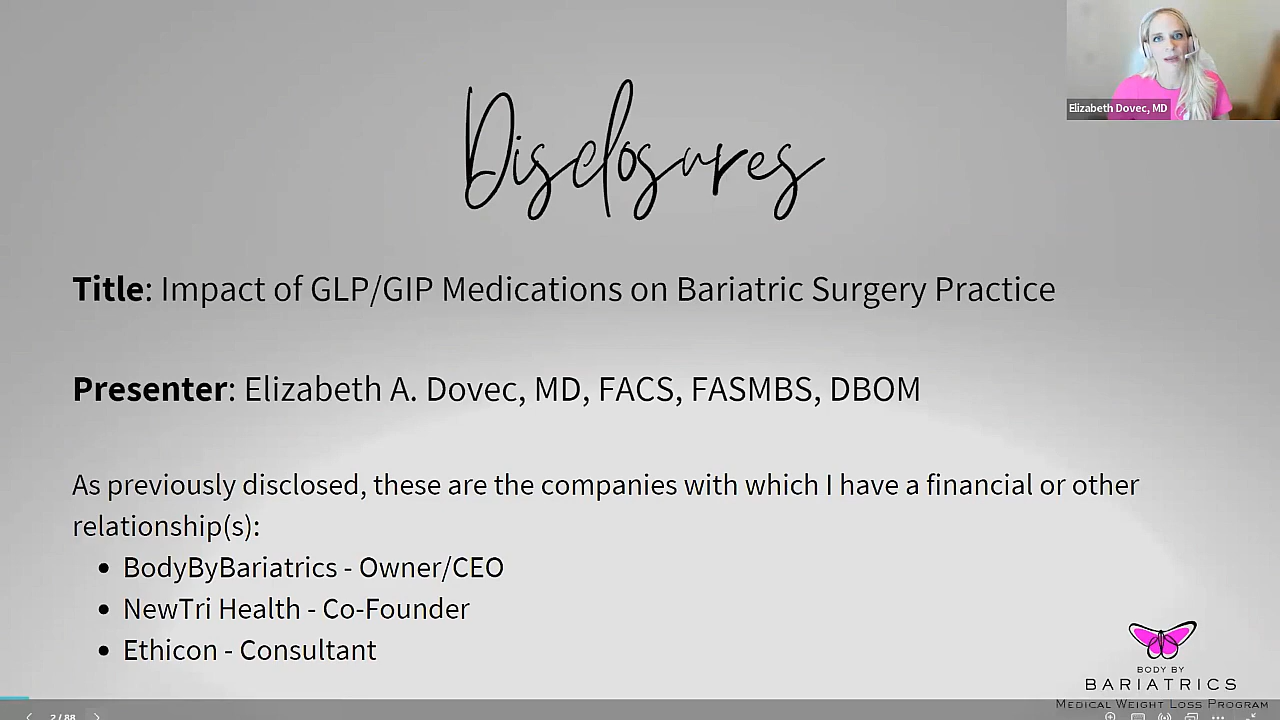 Elizabeth Dovec, MD
Disclosures
Title: Impact of GLP/GIP Medications on Bariatric Surgery Practice
Presenter: Elizabeth A. Dovec, MD, FACS, FASMBS, DBOM
As previously disclosed, these are the companies with which I have a financial or other
relationship(s):
• BodyByBariatrics - Owner/CEO
• NewTri Health - Co-Founder
• Ethicon - Consultant
BODY BY
BARIATRICS
MEDICAL WEIGHT LOSS PROGRAM
2 / 88